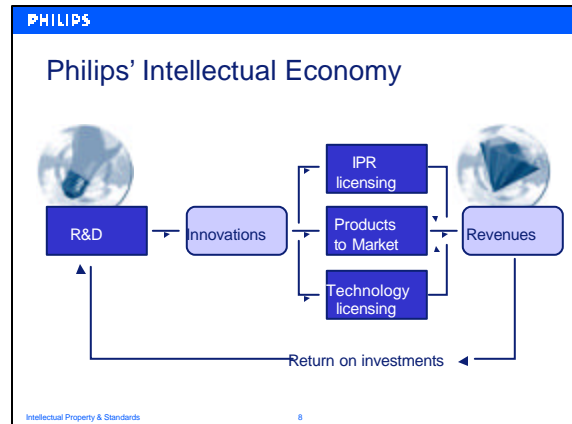 PHILIPS
Philips’ Intellectual Economy
R&D
Innovations
IPR
licensing
Products
to Market
Technology
licensing
Revenues
Return on investments
Intellectual Property & Standards
8